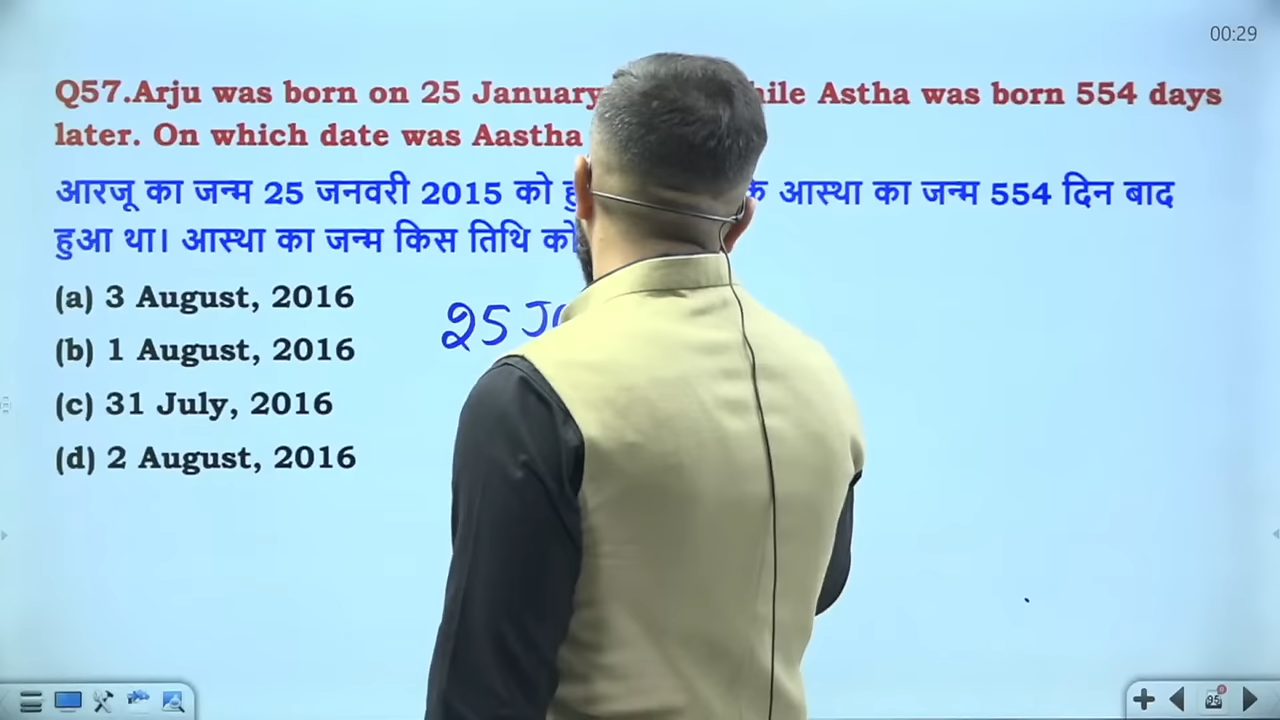 00:29
Q57.Arju was born on 25 January Astha was born 554 days
later. On which date was Aastha
आरजू का जन्म 25 जनवरी 2015 को आस्था का जन्म 554 दिन बाद
हुआ था। आस्था का जन्म किस तिथि को
(a) 3 August, 2016
25
(b) 1 August, 2016
(c) 31 July, 2016
(d) 2 August, 2016
95